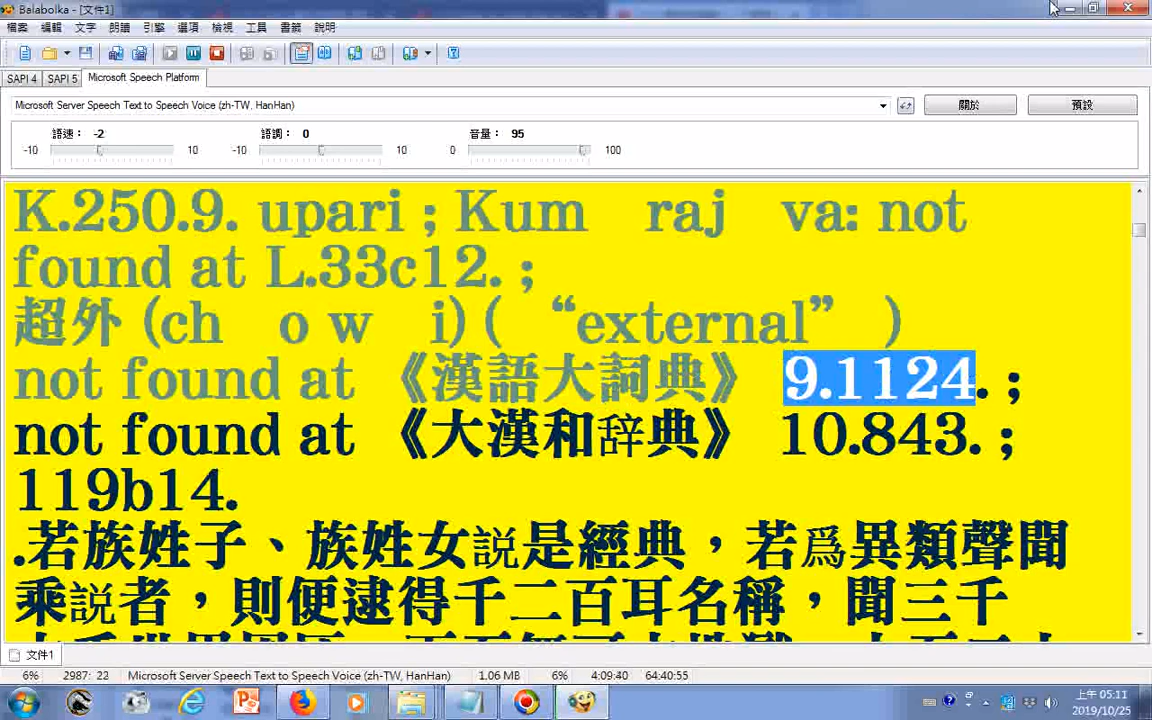 Balabolka - [文件1]
檔案 編輯 文字 朗讀 引擎 選項 檢視 工具 書籤 說明
SAPI 4 SAPI 5 Microsoft Speech Platform
Microsoft Server Speech Text to Speech Voice (zh-TW, HanHan) 關於 預設
語速： -2 語調： 0 音量： 95
-10 10 -10 10 0 100
K.250.9. upari ; Kum raj va: not
found at L.33c12. ;
超外 (ch o w i) ( “external” )
not found at 《漢語大詞典》 9.1124. ;
not found at 《大漢和辞典》 10.843. ;
119b14.
.若族姓子、族姓女説是經典，若爲異類聲聞
乘説者，則便逮得千二百耳名稱，聞三千
文件1
6% 2987: 22 Microsoft Server Speech Text to Speech Voice (zh-TW, HanHan) 1.06 MB 6% 4:09:40 64:40:55
上午 05:11
2019/10/25